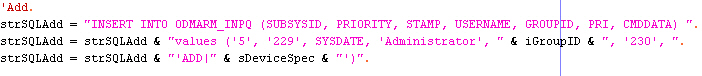 'Add.
strSQLAdd = "INSERT INTO ODMARM_INPQ (SUBSYSID, PRIORITY, STAMP, USERNAME, GROUPID, PRI, CMDDATA) ".
strSQLAdd = strSQLAdd & "values ('5', '229', SYSDATE, 'Administrator', " & iGroupID & ", '230', ".
strSQLAdd = strSQLAdd & "'ADD|" & sDeviceSpec & "')".